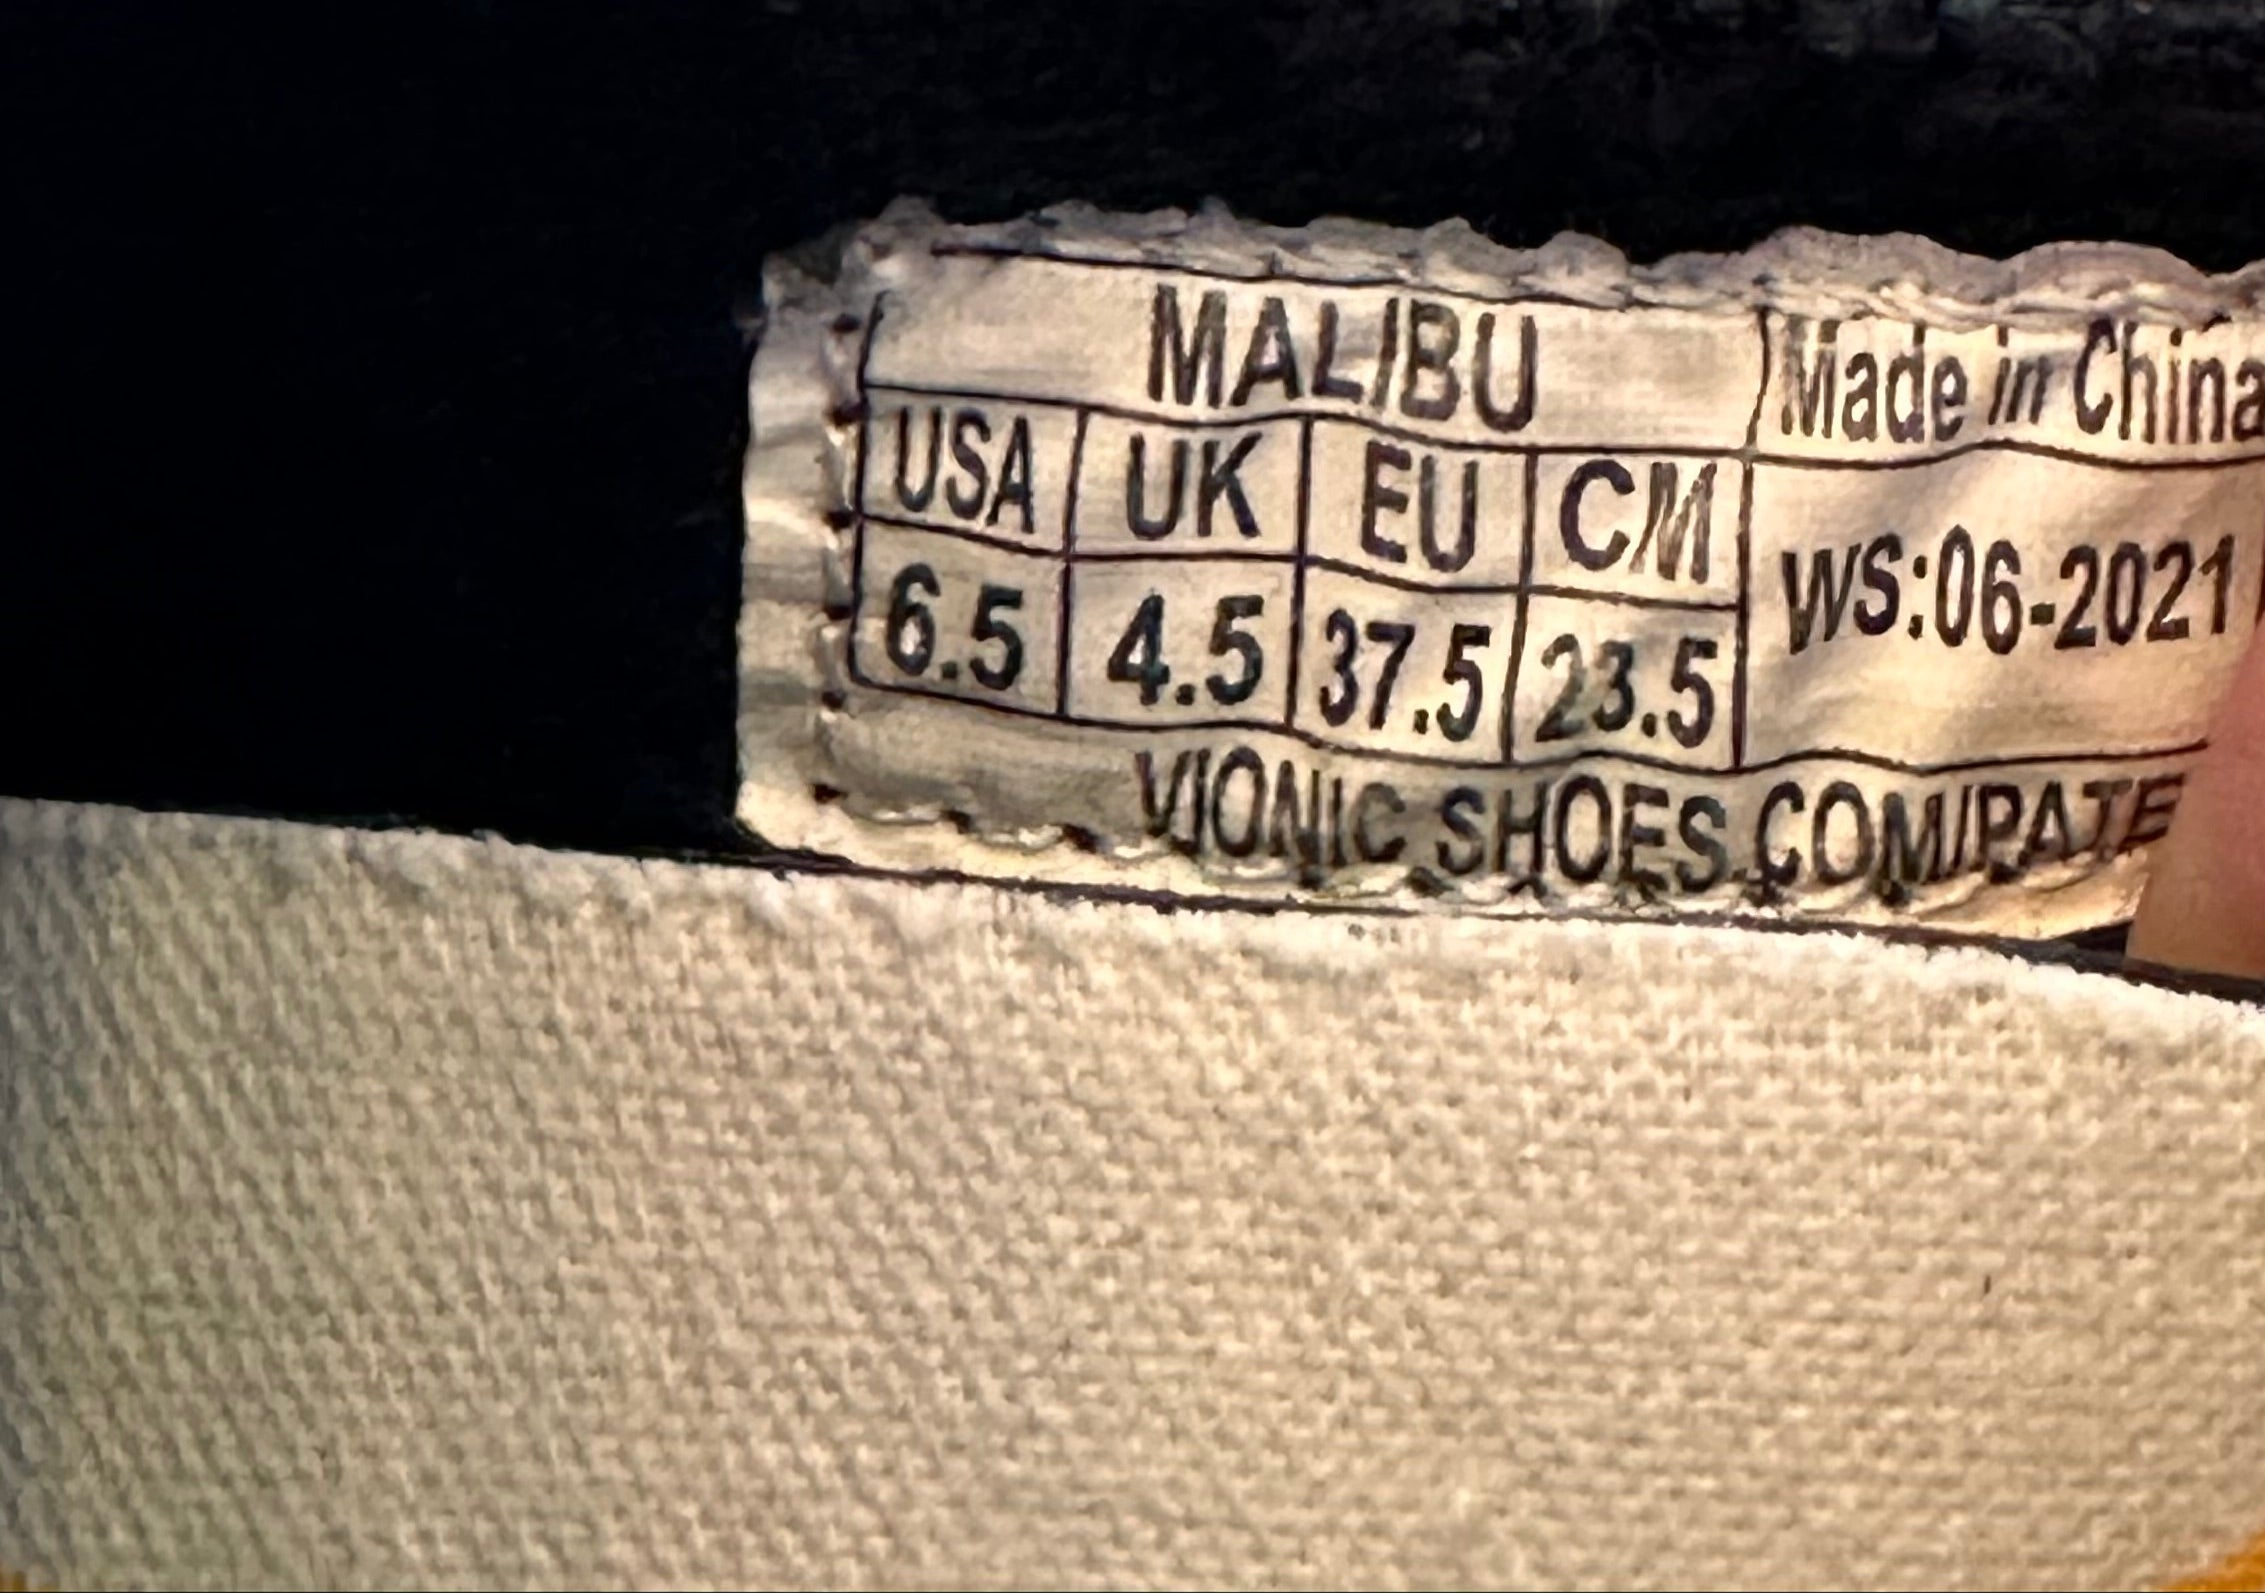 MALIBU Made in China
USA UK EU CM
6.5 4.5 37.5 23.5 WS:06-2021
VIONIC SHOES.COM/PATE